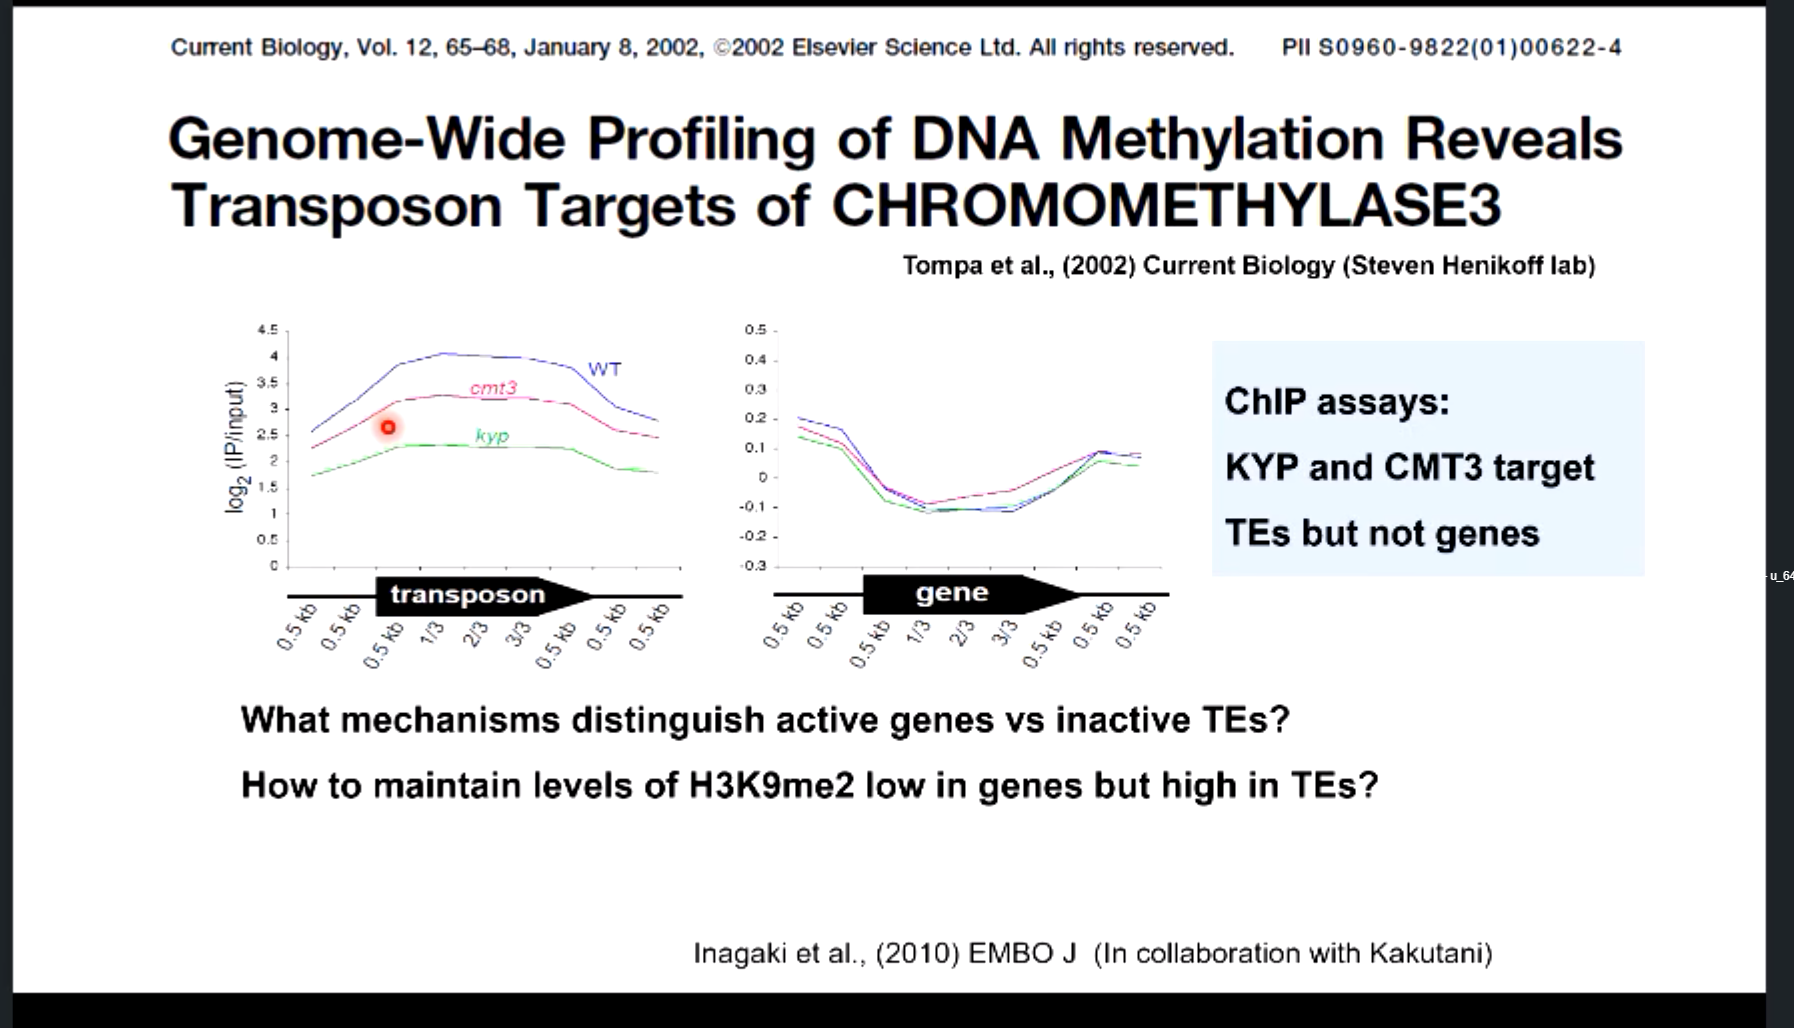 Current Biology, Vol. 12, 65–68, January 8, 2002, ©2002 Elsevier Science Ltd. All rights reserved. PII S0960-9822(01)00622-4
Genome-Wide Profiling of DNA Methylation Reveals
Transposon Targets of CHROMOMETHYLASE3
Tompa et al., (2002) Current Biology (Steven Henikoff lab)
log2 (IP/input)
4.5
4
3.5
3
2.5
2
1.5
1
0.5
0
WT
cmt3
kyp
transposon
0.5 kb
0.5 kb
0.5 kb
1/3
2/3
3/3
0.5 kb
0.5 kb
0.5 kb
0.5
0.4
0.3
0.2
0.1
0
-0.1
-0.2
-0.3
gene
0.5 kb
0.5 kb
0.5 kb
1/3
2/3
3/3
0.5 kb
0.5 kb
0.5 kb
ChIP assays:
KYP and CMT3 target
TEs but not genes
u_64
What mechanisms distinguish active genes vs inactive TEs?
How to maintain levels of H3K9me2 low in genes but high in TEs?
Inagaki et al., (2010) EMBO J (In collaboration with Kakutani)